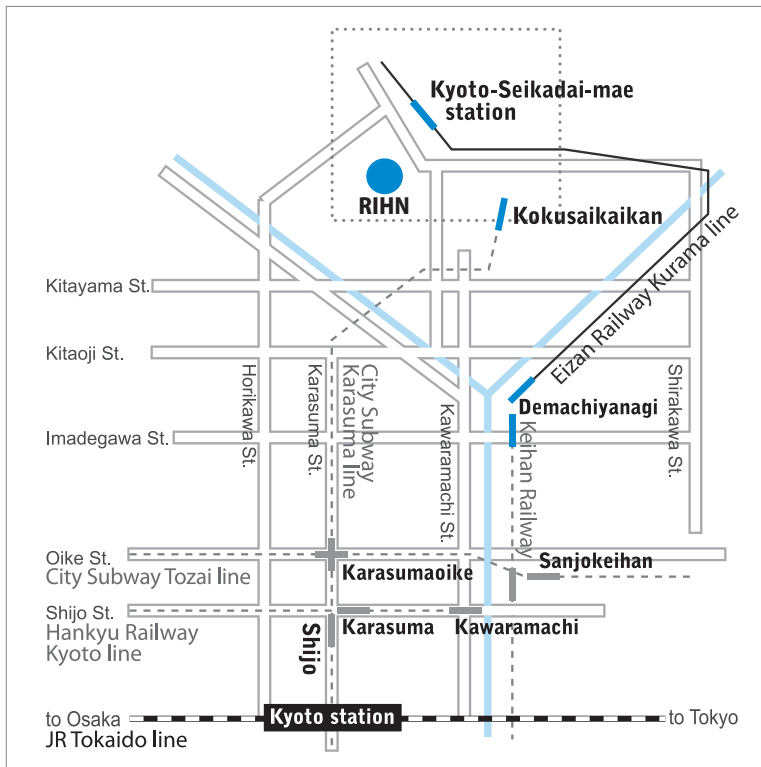 Kyoto-Seikadai-mae
station
RIHN
Kokusaikaikan
Kitayama St.
Eizan Railway Kurama line
Kitaoji St.
Horikawa St.
Karasuma St.
City Subway
Karasuma line
Kawaramachi St.
Shirakawa St.
Demachiyanagi
Imadegawa St.
Keihan Railway
Oike St.
City Subway Tozai line
Karasumaoike
Sanjokeihan
Shijo St.
Hankyu Railway
Kyoto line
Shijo
Karasuma
Kawaramachi
to Osaka
Kyoto station
to Tokyo
JR Tokaido line